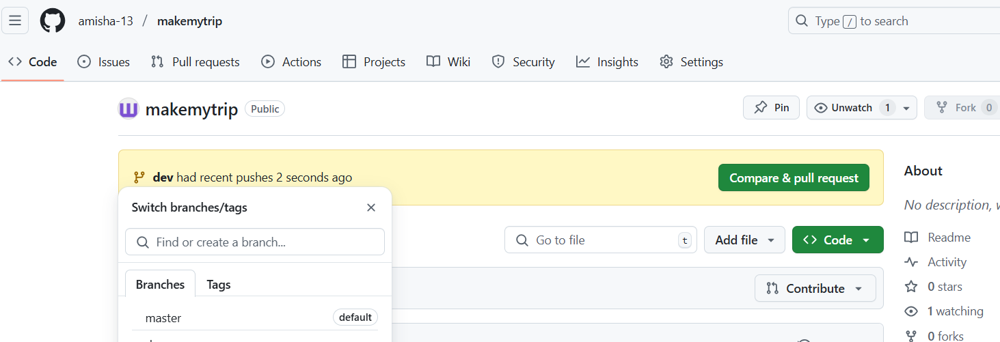 amisha-13 / makemytrip
Type / to search
Code Issues Pull requests Actions Projects Wiki Security Insights Settings
makemytrip Public
Pin Unwatch 1 Fork 0
dev had recent pushes 2 seconds ago
Compare & pull request
About
Switch branches/tags
No description,
Find or create a branch...
Go to file t
Add file
Code
Readme
Activity
Branches Tags
0 stars
Contribute
1 watching
master default
0 forks